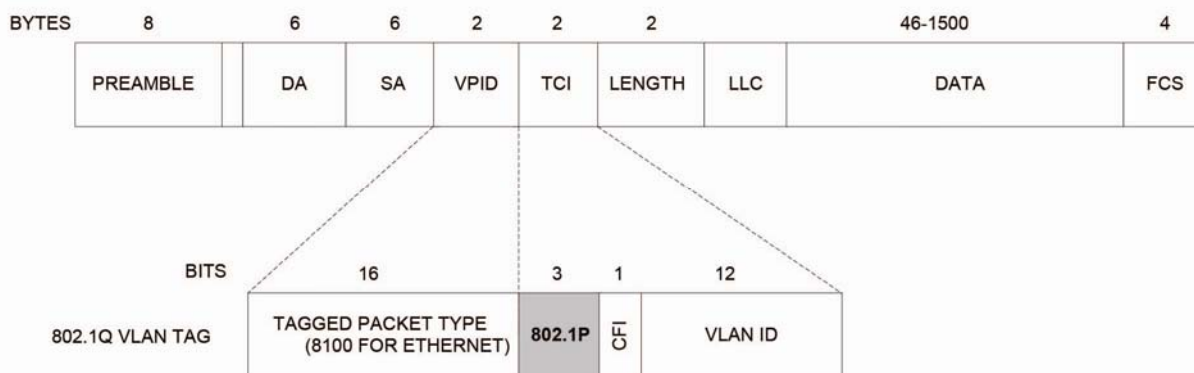 BYTES 8 6 6 2 2 2 46-1500 4
PREAMBLE DA SA VPID TCI LENGTH LLC DATA FCS
BITS 16 3 1 12
802.1Q VLAN TAG
TAGGED PACKET TYPE
(8100 FOR ETHERNET)
802.1P
CFI
VLAN ID